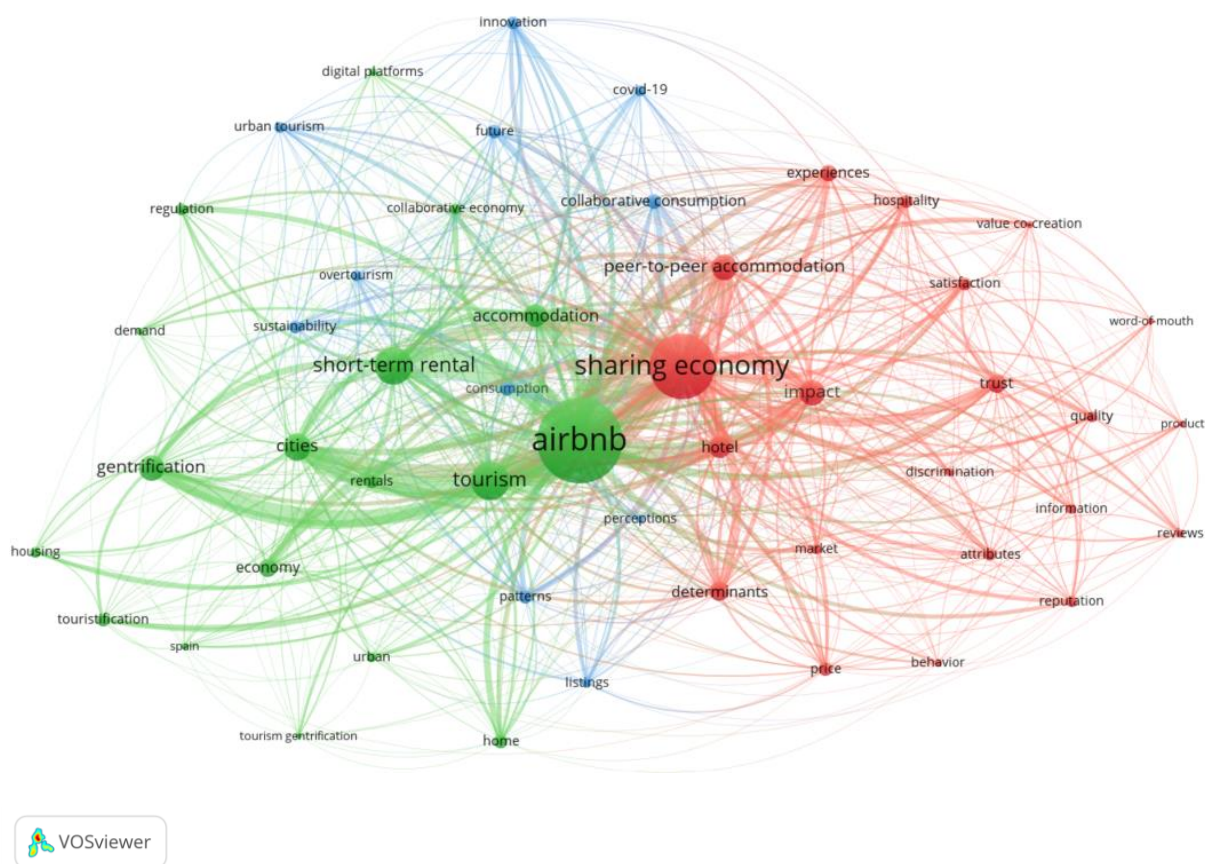 innovation
digital platforms
covid-19
urban tourism
future
experiences
collaborative consumption
hospitality
regulation
collaborative economy
value co-creation
peer-to-peer accommodation
overtourism
satisfaction
accommodation
word-of-mouth
sustainability
demand
short-term rental
sharing economy
consumption
trust
impact
quality
product
airbnb
cities
hotel
gentrification
discrimination
rentals
tourism
information
perceptions
reviews
housing
market
attributes
economy
determinants
patterns
reputation
touristification
spain
urban
behavior
price
listings
tourism gentrification
home
VOSviewer